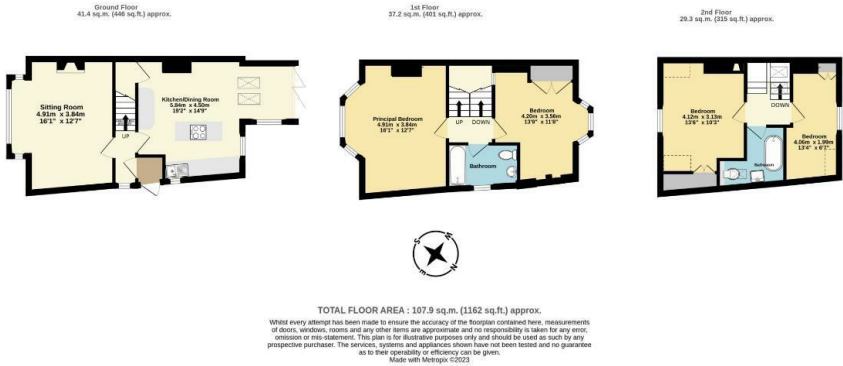 Ground Floor
41.4 sq.m. (446 sq.ft.) approx.
1st Floor
37.2 sq.m. (401 sq.ft.) approx.
2nd Floor
29.3 sq.m. (315 sq.ft.) approx.
Sitting Room
4.91m x 3.84m
16'1" x 12'7"
Kitchen/Dining Room
5.84m x 4.50m
19'2" x 14'9"
UP
Principal Bedroom
4.91m x 3.84m
16'1" x 12'7"
UP
DOWN
Bedroom
4.20m x 3.56m
13'9" x 11'8"
Bathroom
Bedroom
4.12m x 3.13m
13'6" x 10'3"
DOWN
Bedroom
4.06m x 1.99m
13'4" x 6'7"
Bathroom
S
W
E
N
TOTAL FLOOR AREA : 107.9 sq.m. (1162 sq.ft.) approx.
Whilst every attempt has been made to ensure the accuracy of the floorplan contained here, measurements
of doors, windows, rooms and any other items are approximate and no responsibility is taken for any error,
omission or mis-statement. This plan is for illustrative purposes only and should be used as such by any
prospective purchaser. The services, systems and appliances shown have not been tested and no guarantee
as to their operability or efficiency can be given.
Made with Metropix ©2023